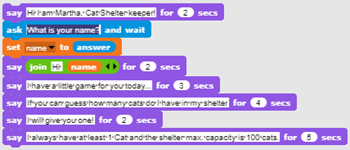 say Hi! I am Martha, Cat Shelter keeper! for 2 secs
ask What is your name? and wait
set name to answer
say join Hi name for 2 secs
say I have a little game for you today... for 3 secs
say If you can guess how many cats do I have in my shelter for 4 secs
say I will give you one! for 2 secs
say I always have at least 1 Cat and the shelter max. capacity is 100 cats. for 5 secs